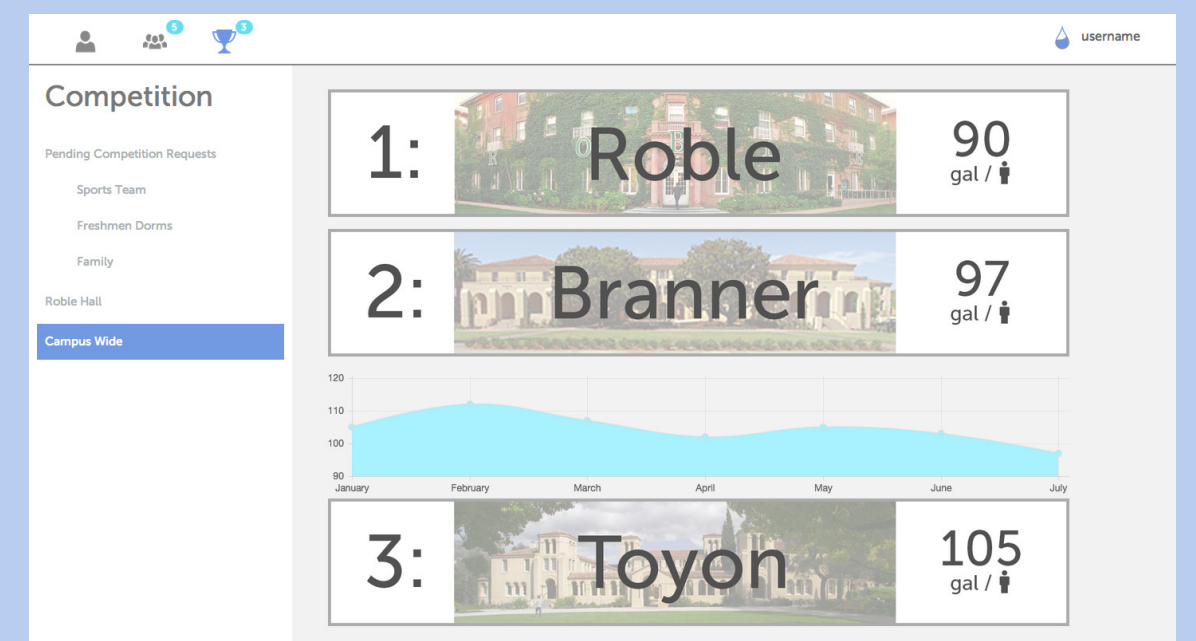 5
3
username
Competition
Pending Competition Requests
Sports Team
Freshmen Dorms
Family
Roble Hall
Campus Wide
1:
R O B L E
Roble
90
gal /
2:
Branner
97
gal /
120
110
100
90
January February March April May June July
3:
Toyon
105
gal /